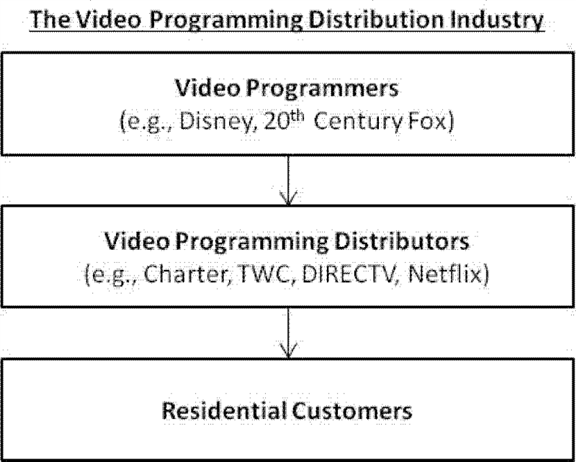 The Video Programming Distribution Industry
Video Programmers
(e.g., Disney, 20th Century Fox)
Video Programming Distributors
(e.g., Charter, TWC, DIRECTV, Netflix)
Residential Customers